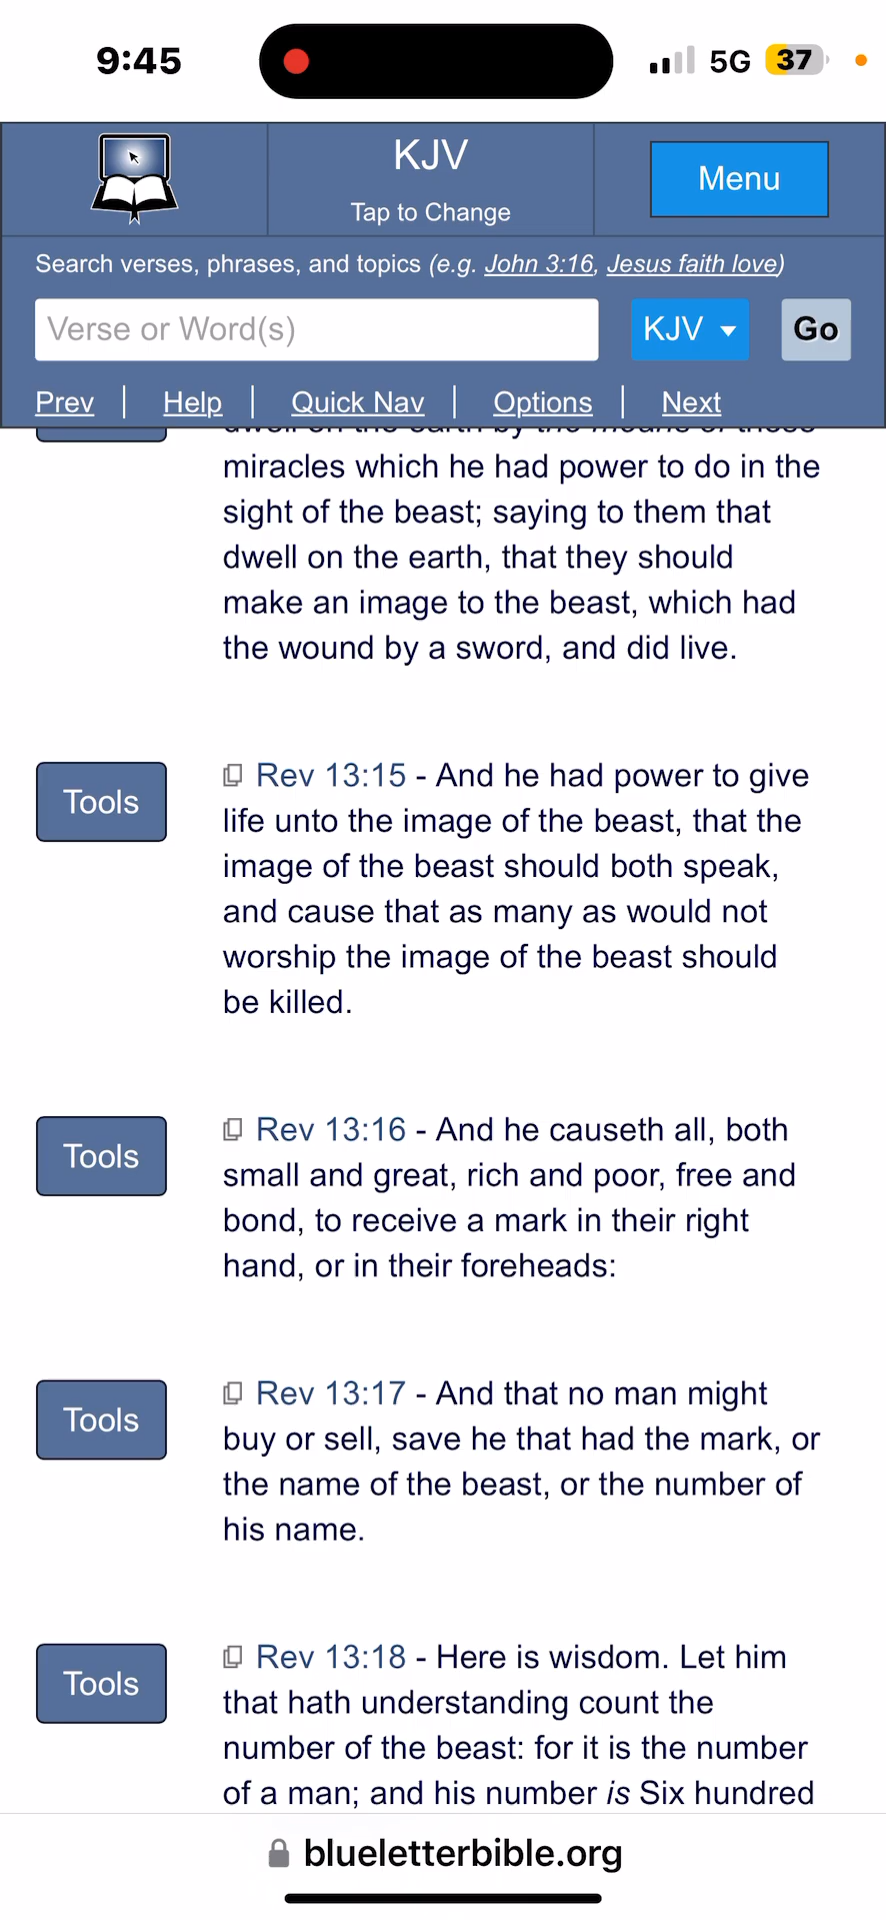 9:45
5G
37
KJV
Tap to Change
Menu
Search verses, phrases, and topics (e.g. John 3:16, Jesus faith love)
Verse or Word(s)
KJV
Go
Prev | Help | Quick Nav | Options | Next
dwell on the earth by the means of those
miracles which he had power to do in the
sight of the beast; saying to them that
dwell on the earth, that they should
make an image to the beast, which had
the wound by a sword, and did live.
Tools
Rev 13:15 - And he had power to give
life unto the image of the beast, that the
image of the beast should both speak,
and cause that as many as would not
worship the image of the beast should
be killed.
Tools
Rev 13:16 - And he causeth all, both
small and great, rich and poor, free and
bond, to receive a mark in their right
hand, or in their foreheads:
Tools
Rev 13:17 - And that no man might
buy or sell, save he that had the mark, or
the name of the beast, or the number of
his name.
Tools
Rev 13:18 - Here is wisdom. Let him
that hath understanding count the
number of the beast: for it is the number
of a man; and his number is Six hundred
blueletterbible.org